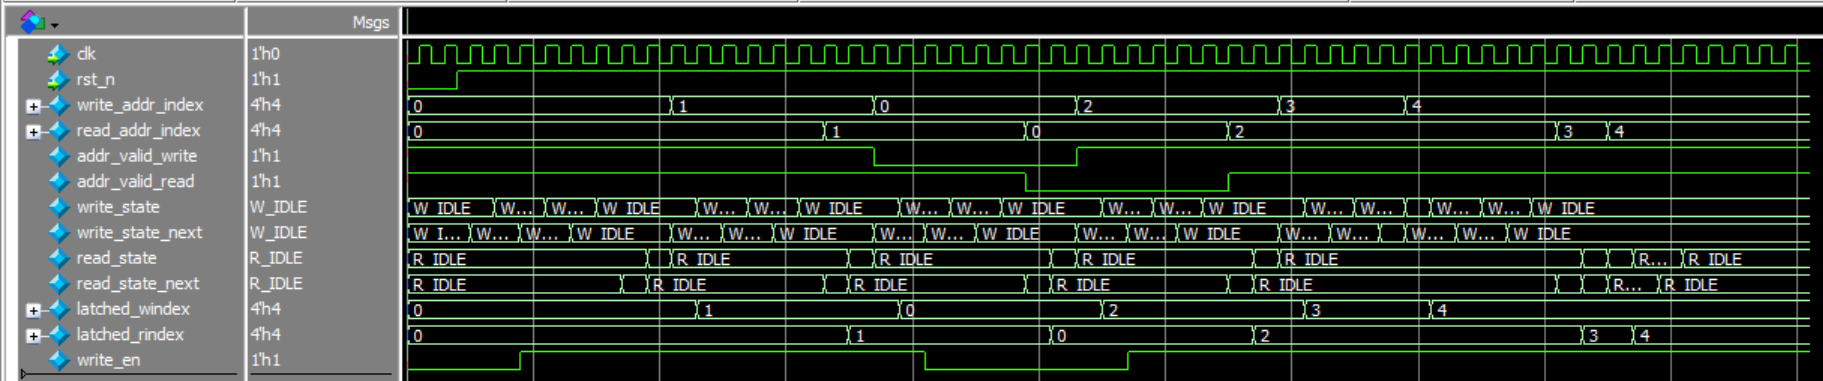 Msgs
clk 1'h0
rst_n 1'h1
write_addr_index 4'h4 0 1 0 2 3 4
read_addr_index 4'h4 0 1 0 2 3 4
addr_valid_write 1'h1
addr_valid_read 1'h1
write_state W_IDLE W_IDLE W... W... W_IDLE W... W... W_IDLE W... W... W_IDLE W... W... W_IDLE W... W... W... W... W_IDLE
write_state_next W_IDLE W_I... W... W... W_IDLE W... W... W_IDLE W... W... W_IDLE W... W... W_IDLE W... W... W... W... W_IDLE
read_state R_IDLE R_IDLE R_IDLE R_IDLE R_IDLE R_IDLE R... R_IDLE
read_state_next R_IDLE R_IDLE R_IDLE R_IDLE R_IDLE R_IDLE R... R_IDLE
latched_windex 4'h4 0 1 0 2 3 4
latched_rindex 4'h4 0 1 0 2 3 4
write_en 1'h1